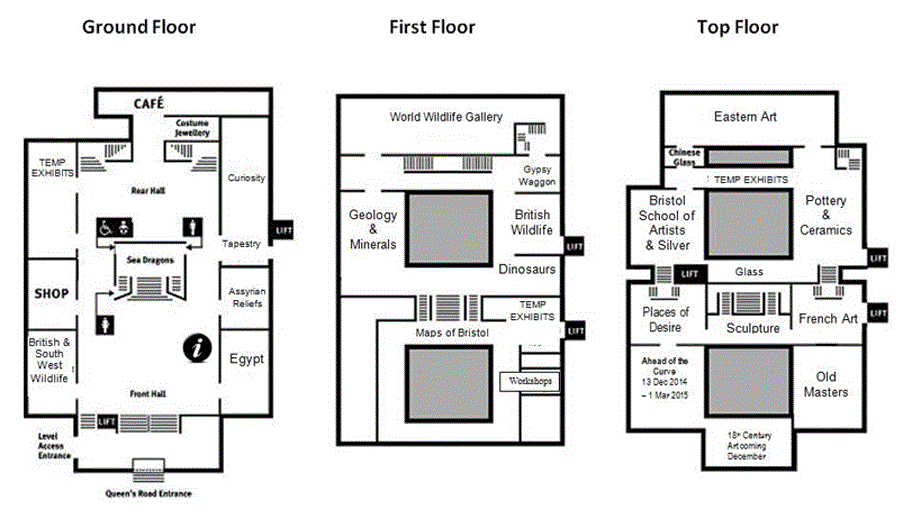 Ground Floor
First Floor
Top Floor
CAFÉ
Costume
Jewellery
TEMP
EXHIBITS
Rear Hall
Curiosity
LIFT
Tapestry
Sea Dragons
SHOP
Assyrian
Reliefs
British &
South
West
Wildlife
i
Egypt
Front Hall
LIFT
Level
Access
Entrance
Queen's Road Entrance
World Wildlife Gallery
Gypsy
Waggon
Geology
&
Minerals
British
Wildlife
LIFT
Dinosaurs
TEMP
EXHIBITS
LIFT
Maps of Bristol
Workshops
Eastern Art
Chinese
Glass
TEMP EXHIBITS
Bristol
School of
Artists
& Silver
Pottery
&
Ceramics
LIFT
LIFT
Glass
Places of
Desire
Sculpture
French Art
LIFT
Ahead of the
Curve
13 Dec 2014
– 1 Mar 2015
Old
Masters
18th Century
Art coming
December